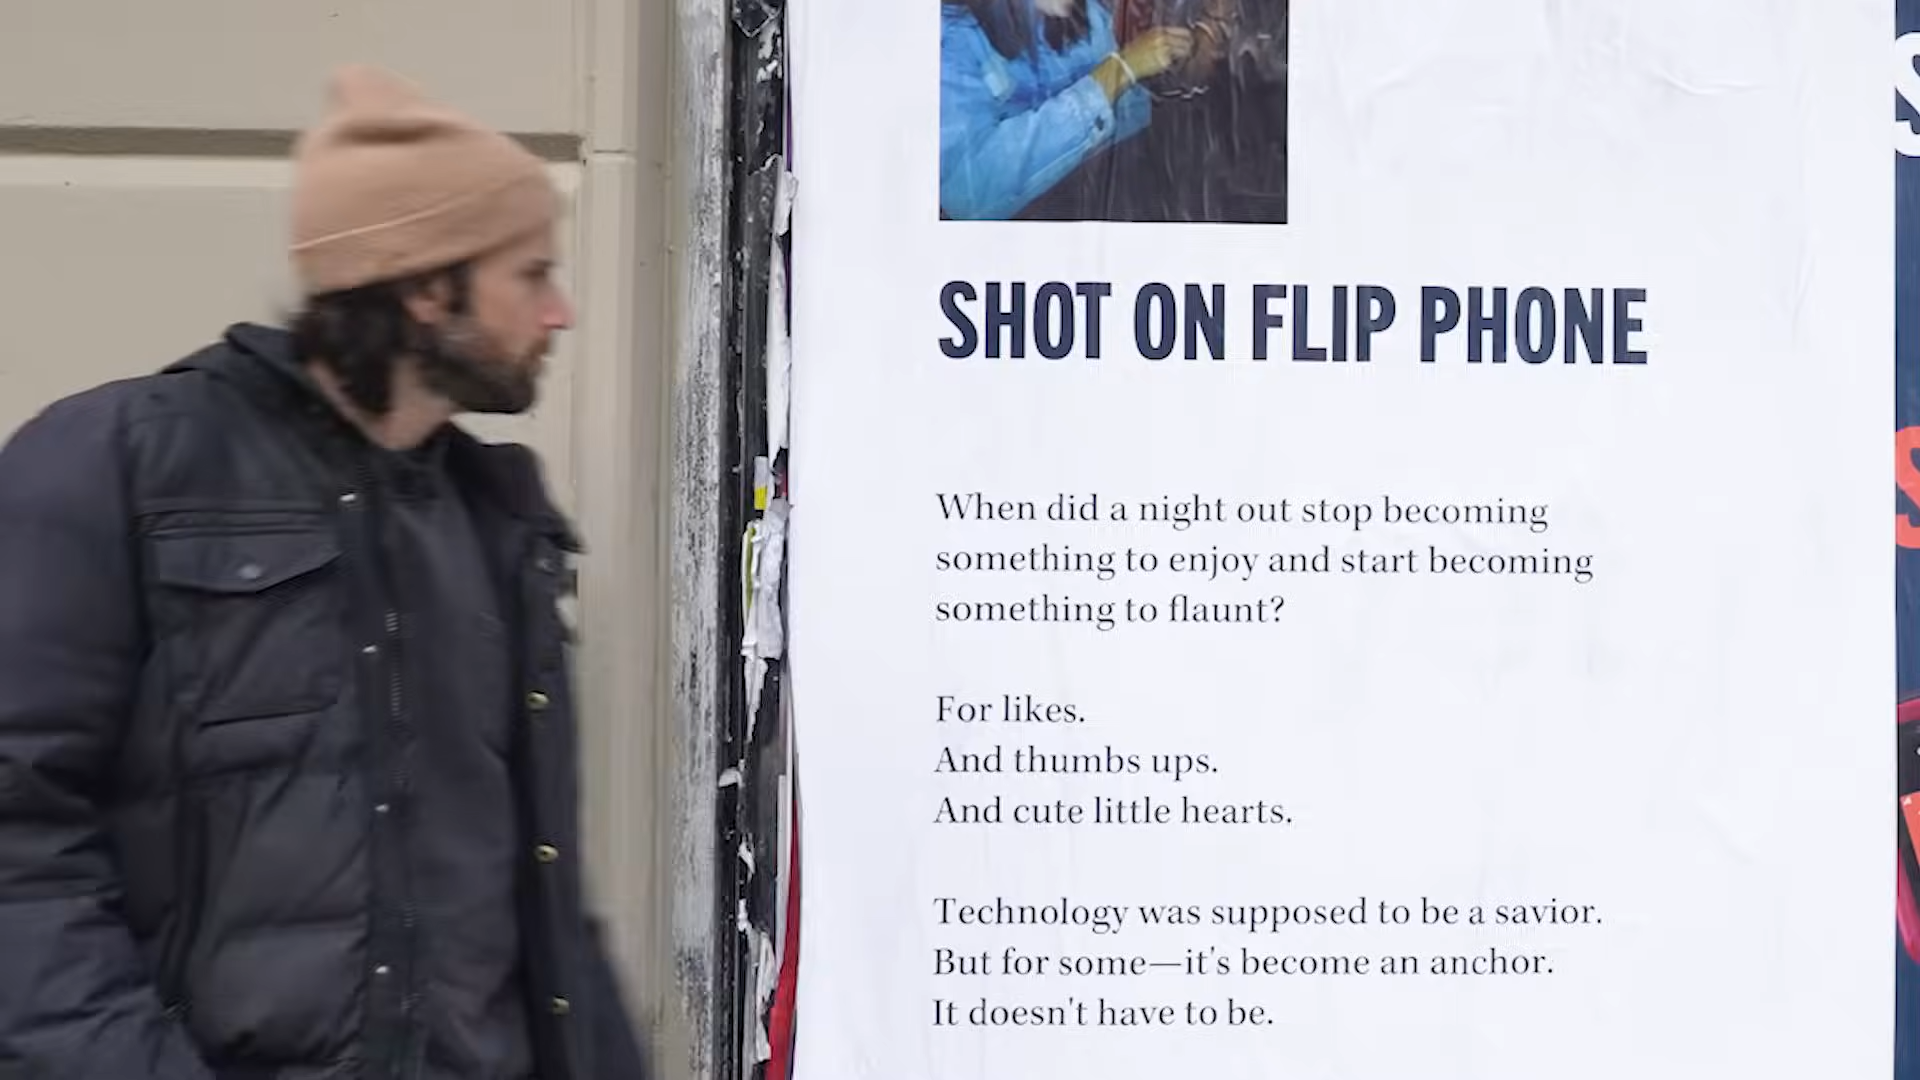 SHOT ON FLIP PHONE
When did a night out stop becoming
something to enjoy and start becoming
something to flaunt?
For likes.
And thumbs ups.
And cute little hearts.
Technology was supposed to be a savior.
But for some—it's become an anchor.
It doesn't have to be.